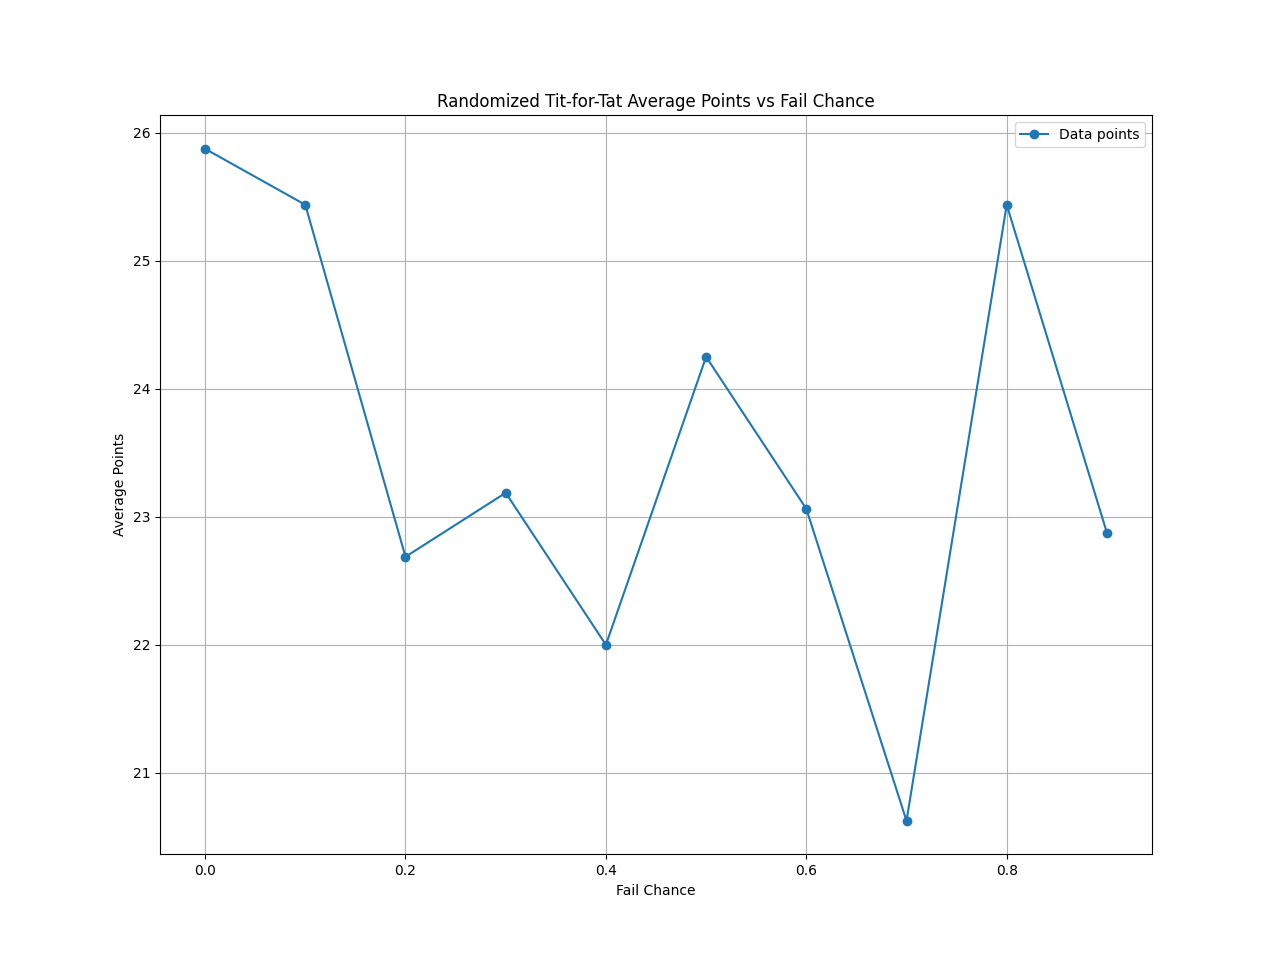 Randomized Tit-for-Tat Average Points vs Fail Chance
Data points
26
25
24
23
22
21
Average Points
0.0 0.2 0.4 0.6 0.8
Fail Chance